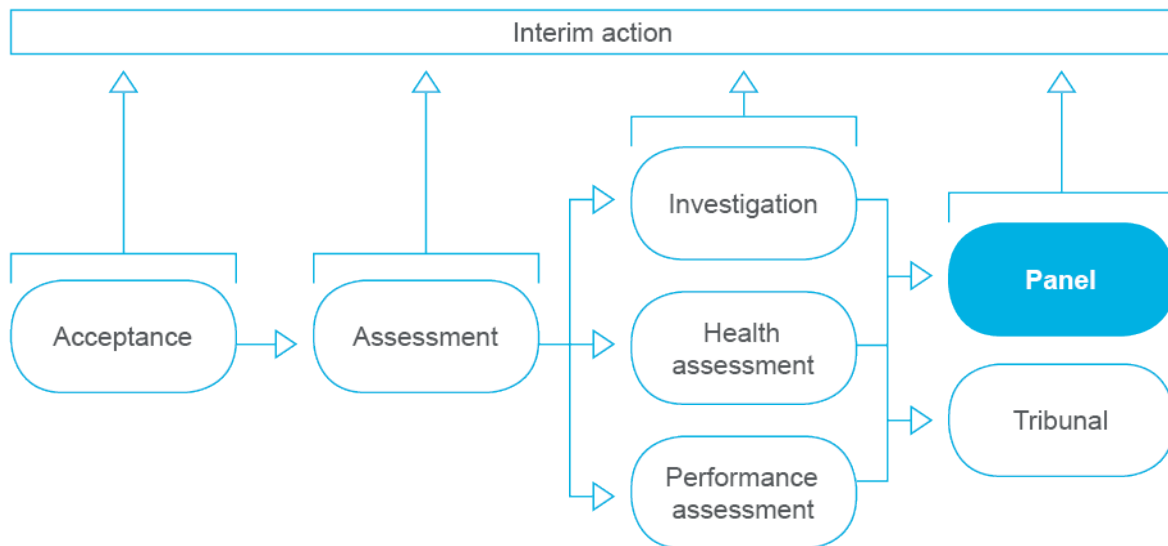 Interim action
Acceptance
Assessment
Investigation
Health
assessment
Performance
assessment
Panel
Tribunal